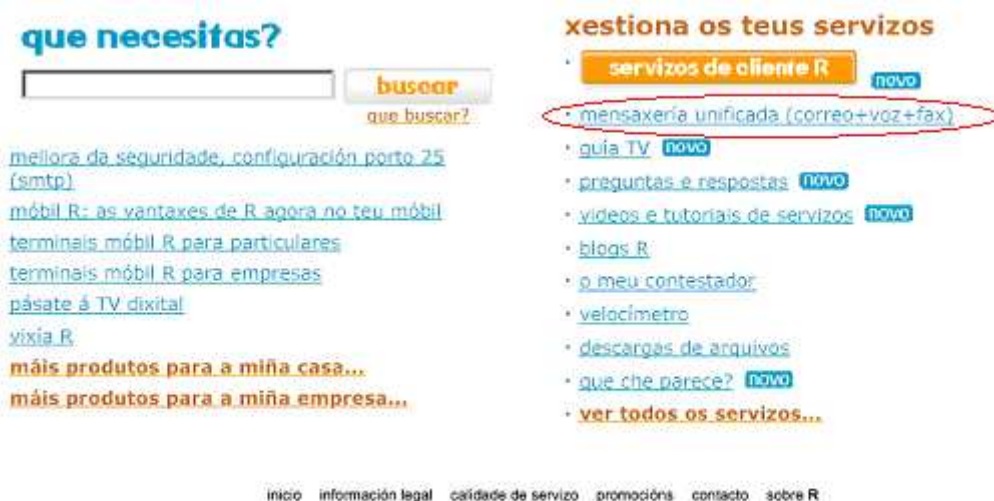 que necesitas?
buscar
que buscar?
mellora da seguridade, configuración porto 25
(smtp)
móbil R: as vantaxes de R agora no teu móbil
terminais móbil R para particulares
terminais móbil R para empresas
pásate á TV dixital
vixía R
máis produtos para a miña casa...
máis produtos para a miña empresa...
xestiona os teus servizos
servizos de cliente R novo
mensaxería unificada (correo+voz+fax)
guia TV novo
preguntas e respostas novo
videos e tutoriais de servizos novo
blogs R
o meu contestador
velocímetro
descargas de arquivos
que che parece? novo
ver todos os servizos...
inicio información legal calidade de servizo promocións contacto sobre R